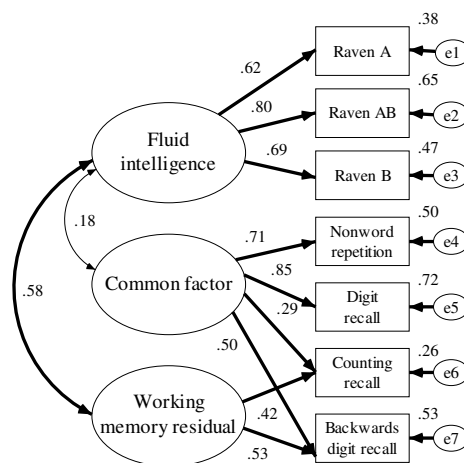 .38
Raven A
e1
.62
.65
Raven AB
e2
.80
Fluid
intelligence
.69
.47
Raven B
e3
.18
.50
Nonword
repetition
e4
.71
.58
Common factor
.85
.72
Digit
recall
e5
.29
.50
.26
Counting
recall
e6
Working
memory residual
.42
.53
.53
Backwards
digit recall
e7